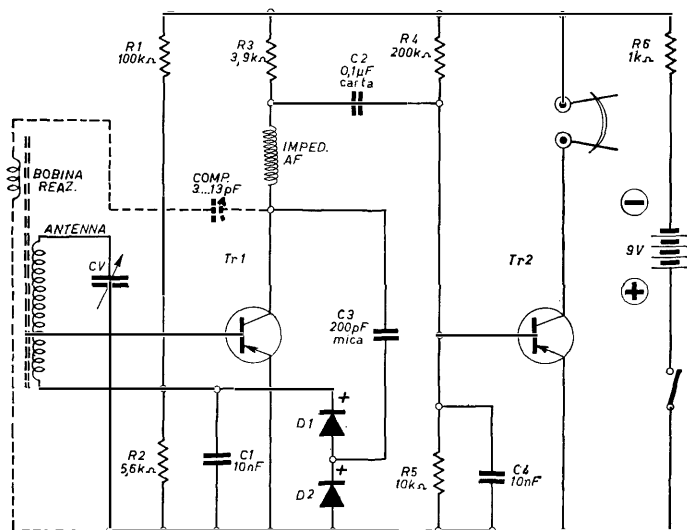 R1
100kΩ
R3
3,9kΩ
C2
0,1µF
carta
R4
200kΩ
R6
1kΩ
IMPED.
AF
BOBINA
REAZ.
COMP.
3...13pF
ANTENNA
CV
Tr1
Tr2
−
9V
+
C3
200pF
mica
+
D1
R2
5,6kΩ
C1
10nF
+
D2
R5
10kΩ
C4
10nF